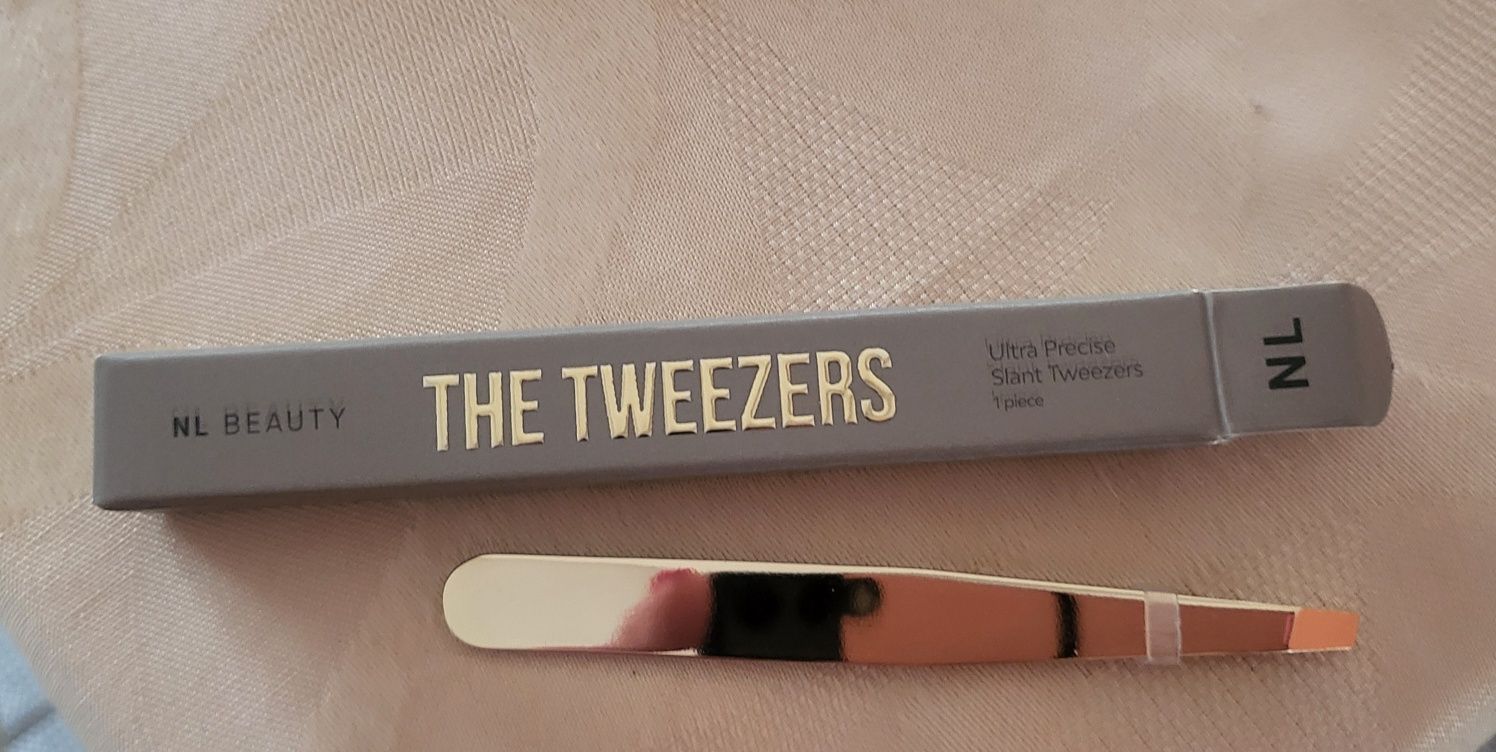 NL BEAUTY
THE TWEEZERS
Ultra Precise
Slant Tweezers
1 piece
NL